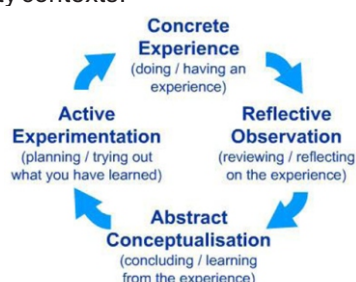 contexts.
Concrete
Experience
(doing / having an
experience)
Active
Experimentation
(planning / trying out
what you have learned)
Reflective
Observation
(reviewing / reflecting
on the experience)
Abstract
Conceptualisation
(concluding / learning
from the experience)